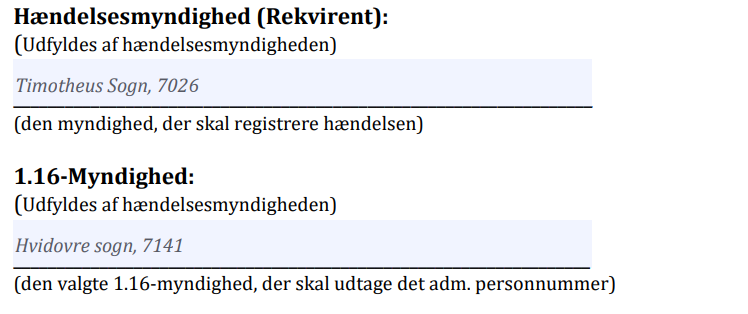 Hændelsesmyndighed (Rekvirent):
(Udfyldes af hændelsesmyndigheden)
Timotheus Sogn, 7026
(den myndighed, der skal registrere hændelsen)
1.16-Myndighed:
(Udfyldes af hændelsesmyndigheden)
Hvidovre sogn, 7141
(den valgte 1.16-myndighed, der skal udtage det adm. personnummer)